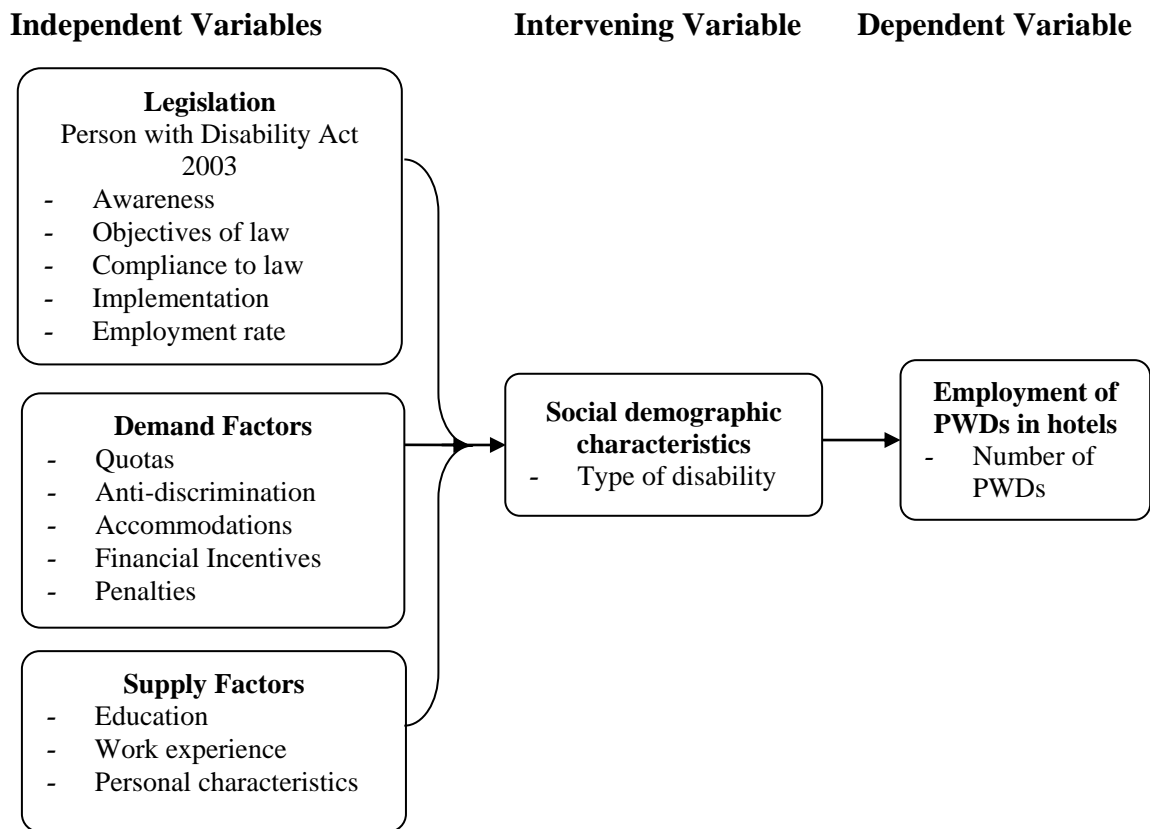 Independent Variables
Intervening Variable
Dependent Variable
Legislation
Person with Disability Act
2003
- Awareness
- Objectives of law
- Compliance to law
- Implementation
- Employment rate
Demand Factors
- Quotas
- Anti-discrimination
- Accommodations
- Financial Incentives
- Penalties
Supply Factors
- Education
- Work experience
- Personal characteristics
Social demographic
characteristics
- Type of disability
Employment of
PWDs in hotels
- Number of
PWDs